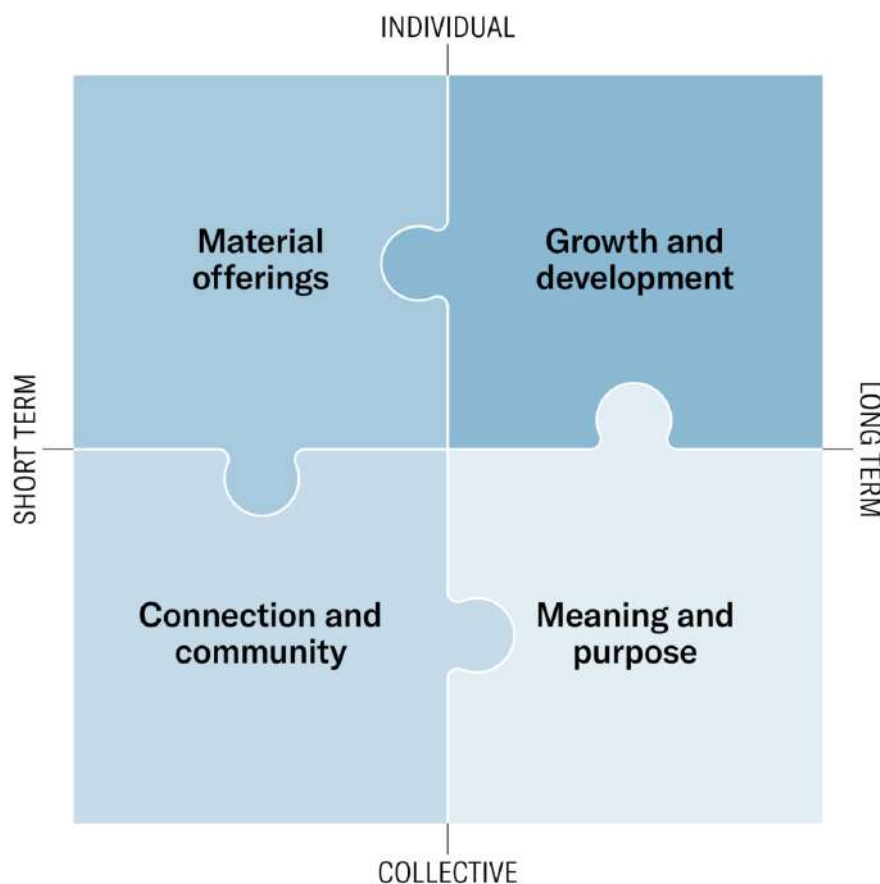 INDIVIDUAL
Material
offerings
Growth and
development
SHORT TERM
LONG TERM
Connection and
community
Meaning and
purpose
COLLECTIVE